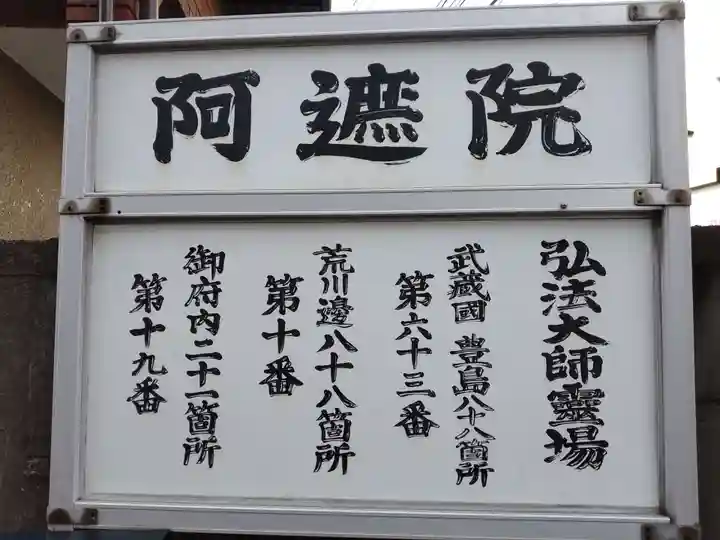 阿遮院
弘法大師靈場
武蔵國 豊島八十八箇所
第六十三番
荒川邊八十八箇所
第十番
御府内二十一箇所
第十九番